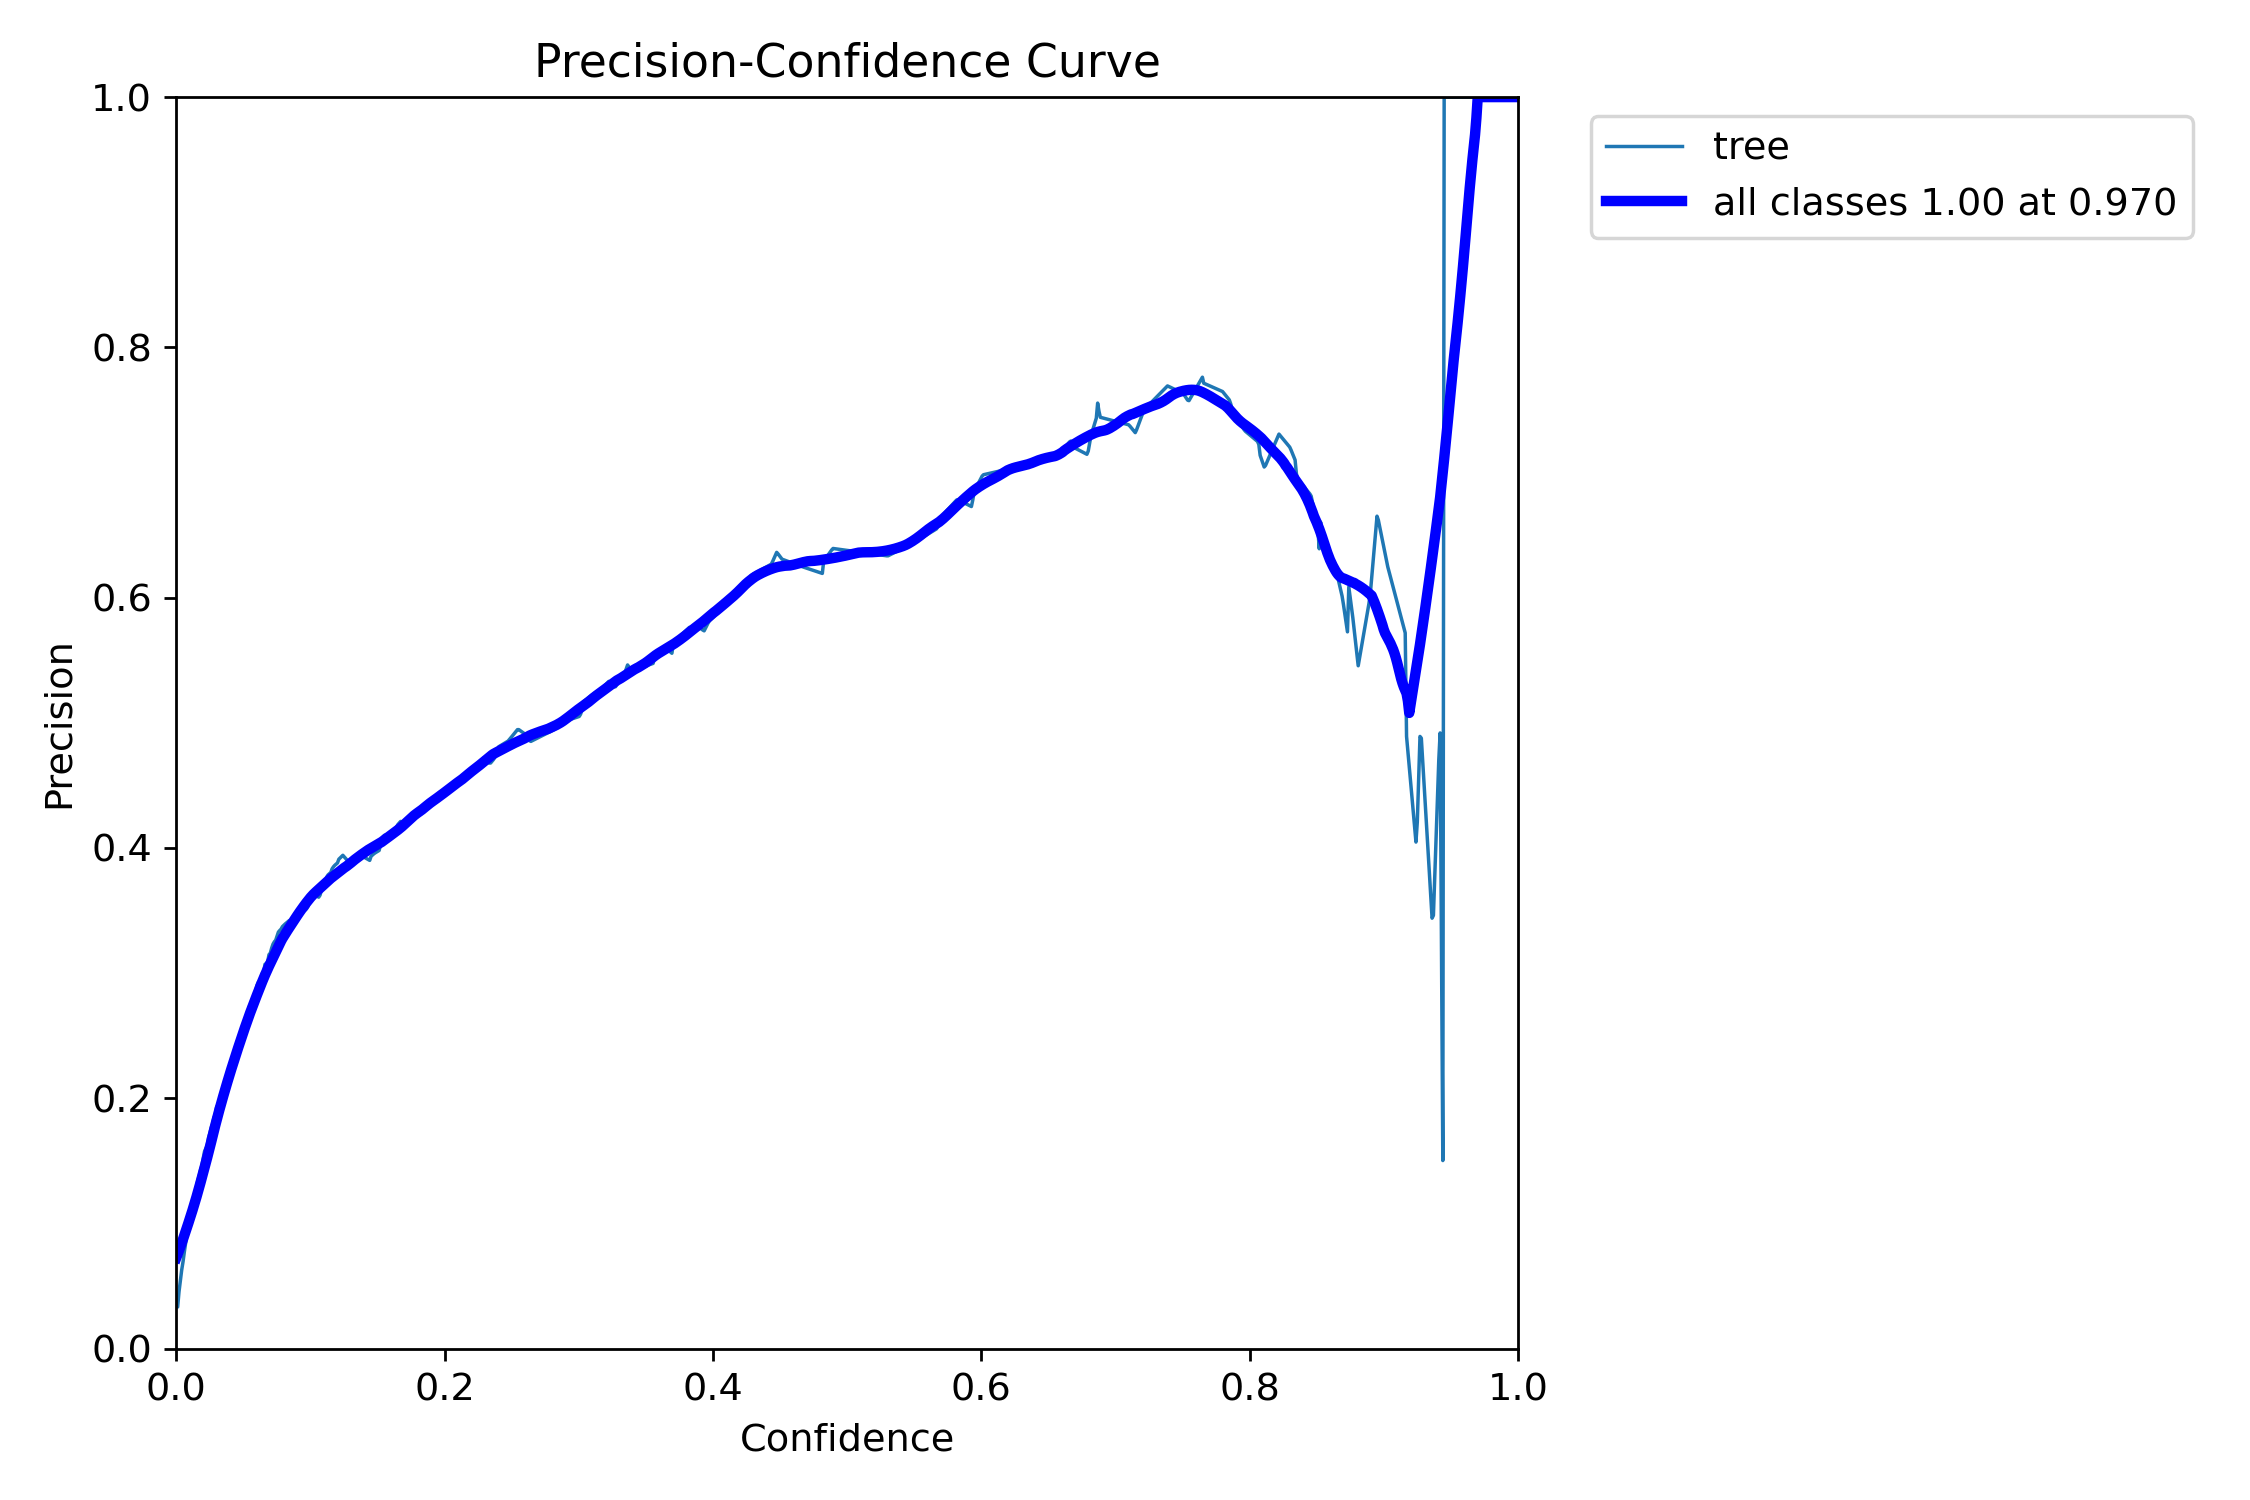 Precision-Confidence Curve
1.0
0.8
0.6
0.4
0.2
0.0
Precision
0.0 0.2 0.4 0.6 0.8 1.0
Confidence
tree
all classes 1.00 at 0.970